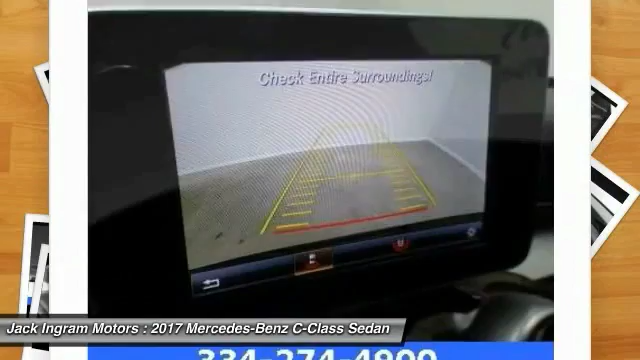 Check Entire Surroundings!
Jack Ingram Motors : 2017 Mercedes-Benz C-Class Sedan
334-274-4900